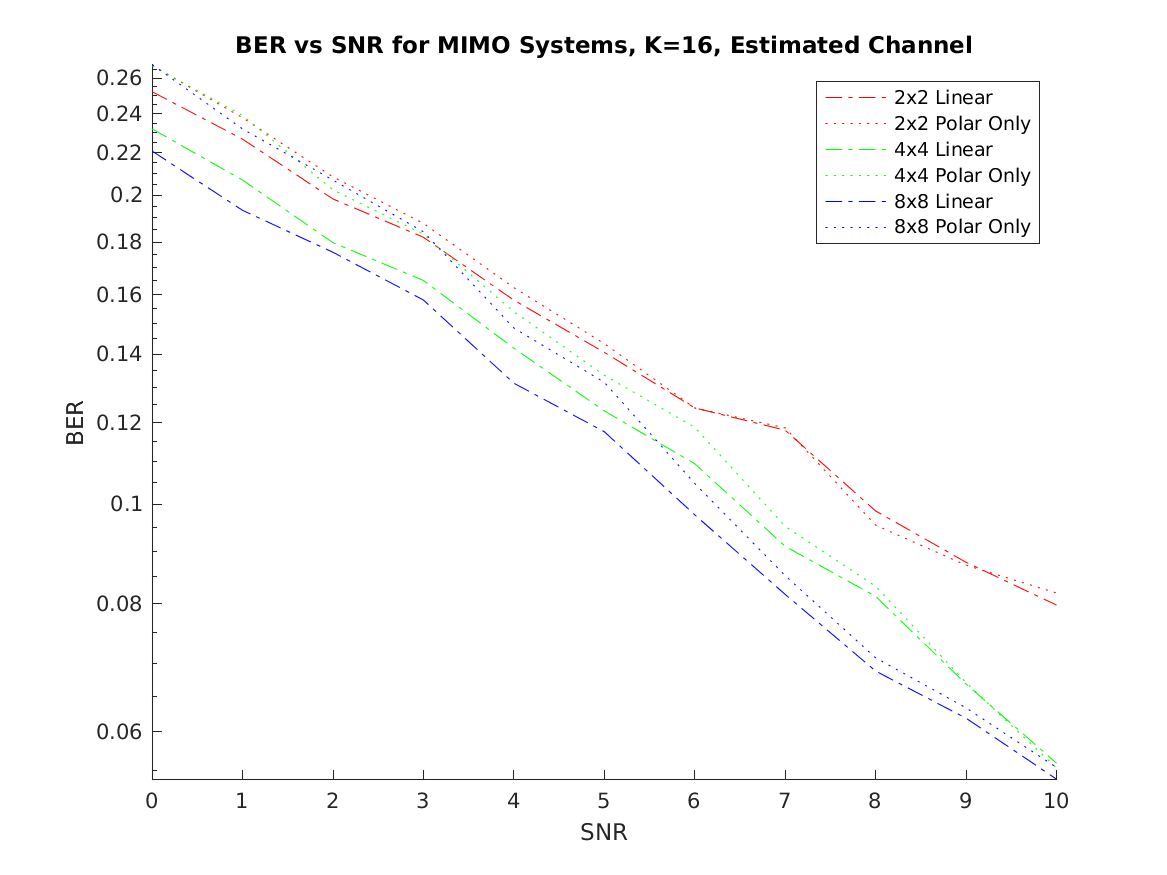 BER vs SNR for MIMO Systems, K=16, Estimated Channel
2x2 Linear
2x2 Polar Only
4x4 Linear
4x4 Polar Only
8x8 Linear
8x8 Polar Only
0.26
0.24
0.22
0.2
0.18
0.16
0.14
0.12
0.1
0.08
0.06
BER
0 1 2 3 4 5 6 7 8 9 10
SNR